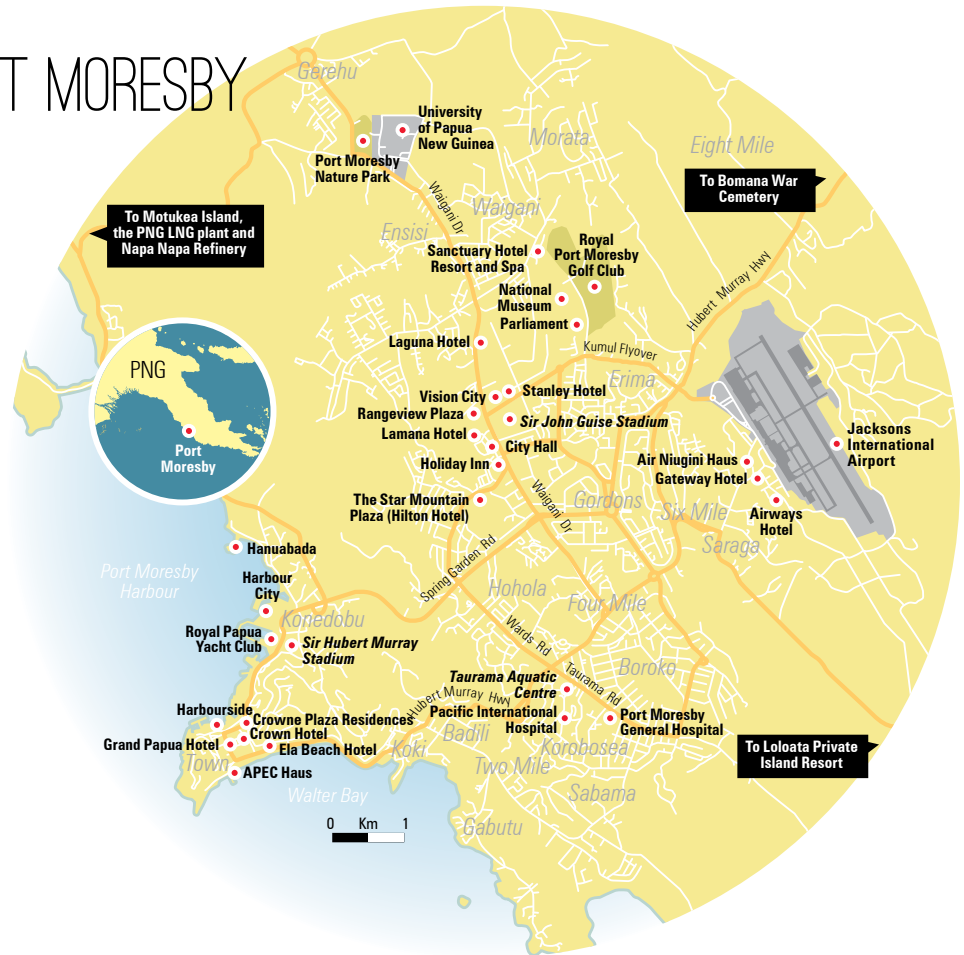 T MORESBY
Gerehu
University
of Papua
New Guinea
Port Moresby
Nature Park
Morata
Eight Mile
To Bomana War
Cemetery
Waigani Dr
Waigani
Ensisi
To Motukea Island,
the PNG LNG plant and
Napa Napa Refinery
Sanctuary Hotel
Resort and Spa
Royal
Port Moresby
Golf Club
National
Museum
Parliament
Hubert Murray Hwy
Laguna Hotel
Kumul Flyover
Erima
PNG
Port
Moresby
Vision City
Stanley Hotel
Rangeview Plaza
Sir John Guise Stadium
Lamana Hotel
City Hall
Holiday Inn
Jacksons
International
Airport
Air Niugini Haus
Gateway Hotel
Airways
Hotel
The Star Mountain
Plaza (Hilton Hotel)
Waigani Dr
Gordons
Six Mile
Saraga
Hanuabada
Port Moresby
Harbour
Harbour
City
Spring Garden Rd
Hohola
Four Mile
Konedobu
Royal Papua
Yacht Club
Sir Hubert Murray
Stadium
Wards Rd
Boroko
Taurama Aquatic
Centre
Taurama Rd
Hubert Murray Hwy
Pacific International
Hospital
Port Moresby
General Hospital
Harbourside
Crowne Plaza Residences
Crown Hotel
Grand Papua Hotel
Ela Beach Hotel
Town
APEC Haus
Koki
Badili
Korobosea
Two Mile
Sabama
To Loloata Private
Island Resort
Walter Bay
Gabutu
0 Km 1